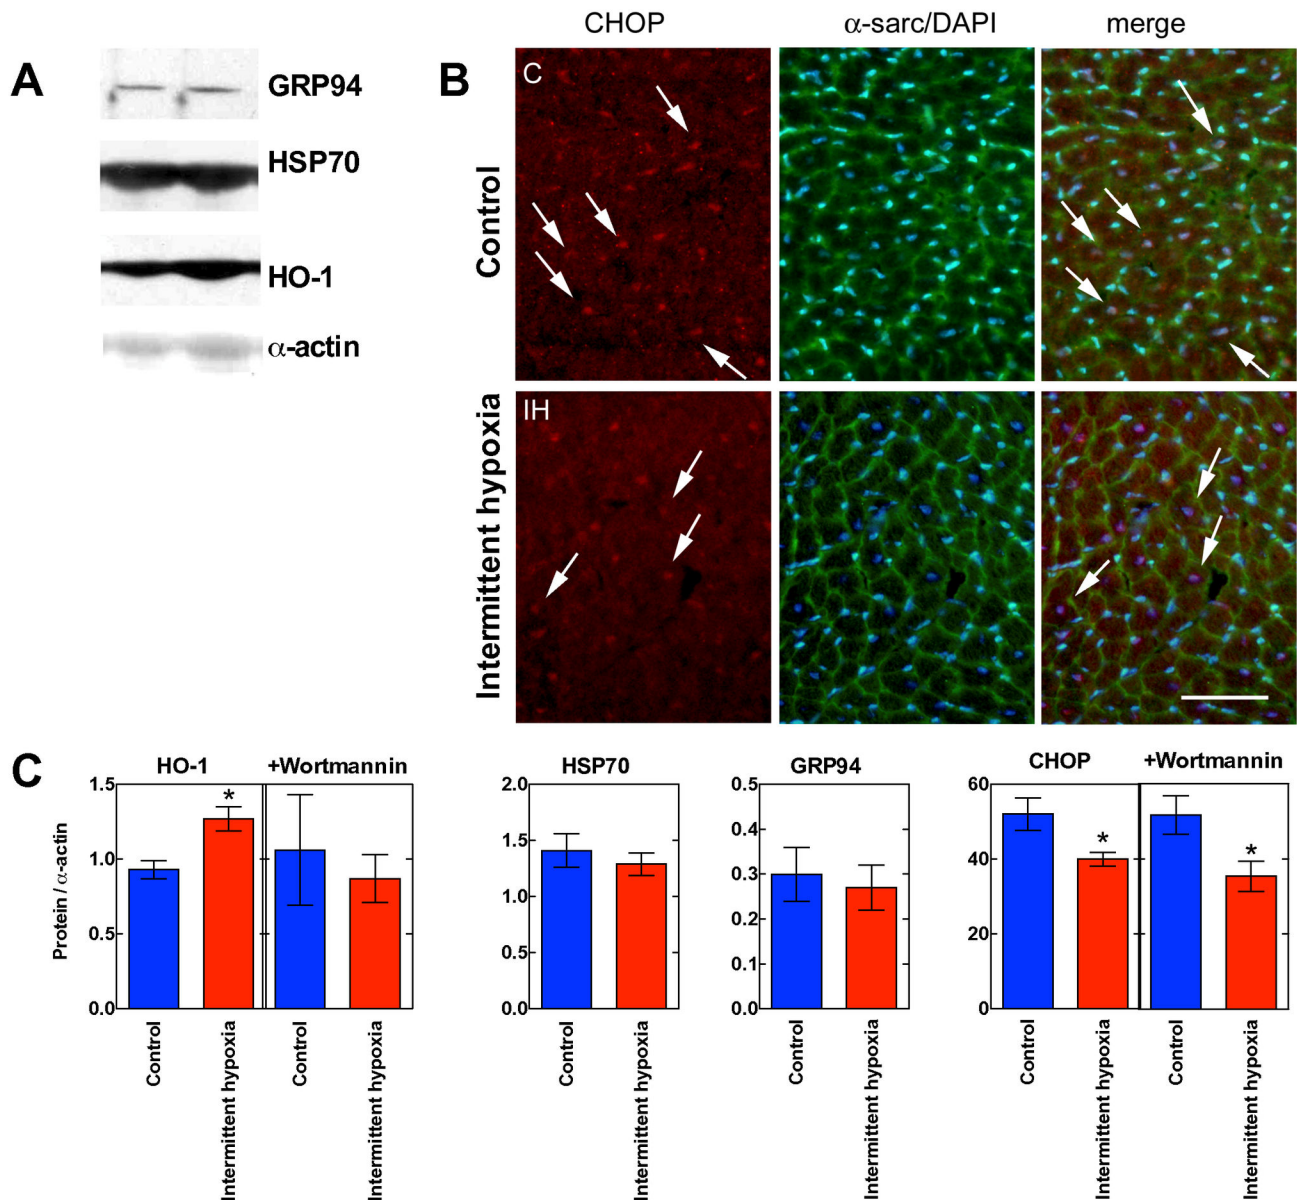 A
GRP94
HSP70
HO-1
α-actin
B
CHOP
α-sarc/DAPI
merge
Control
C
Intermittent hypoxia
IH
C
Protein / α-actin
HO-1
+Wortmannin
1.5
1.0
0.5
0.0
Control
Intermittent hypoxia
Control
Intermittent hypoxia
HSP70
2.0
1.5
1.0
0.5
0.0
Control
Intermittent hypoxia
GRP94
0.5
0.4
0.3
0.2
0.1
0.0
Control
Intermittent hypoxia
CHOP
+Wortmannin
60
40
20
0
Control
Intermittent hypoxia
Control
Intermittent hypoxia
*
*
*